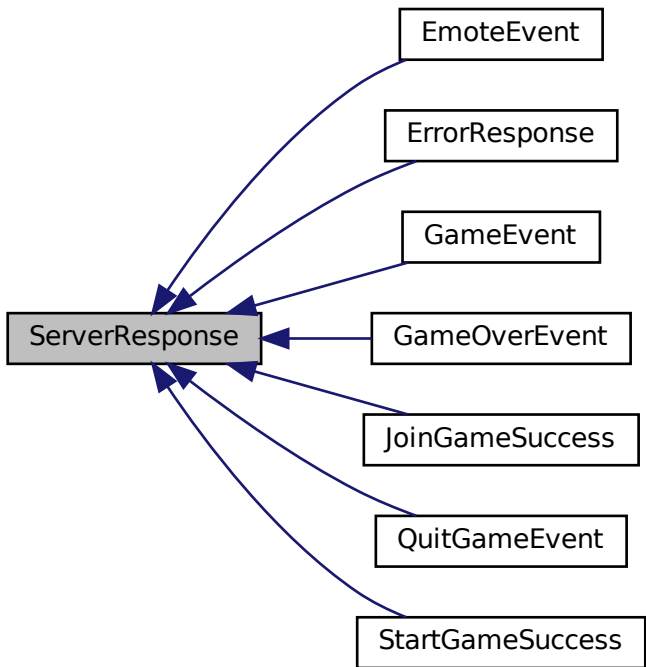 EmoteEvent
ErrorResponse
GameEvent
ServerResponse
GameOverEvent
JoinGameSuccess
QuitGameEvent
StartGameSuccess